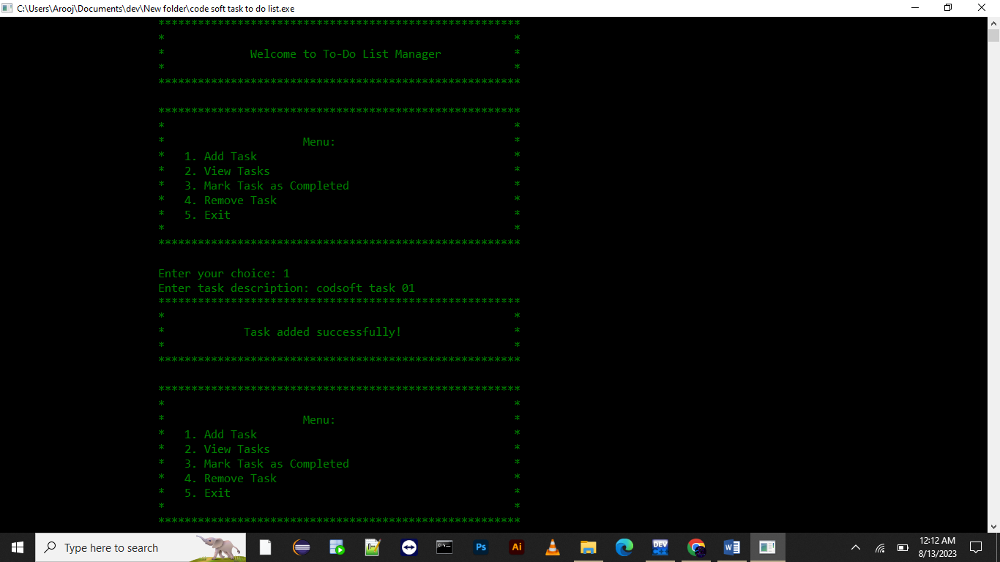 C:\Users\Arooj\Documents\dev\New folder\code soft task to do list.exe
*******************************************************
*                                                     *
*             Welcome to To-Do List Manager           *
*                                                     *
*******************************************************
*******************************************************
*                                                     *
*                     Menu:                           *
*   1. Add Task                                       *
*   2. View Tasks                                     *
*   3. Mark Task as Completed                         *
*   4. Remove Task                                    *
*   5. Exit                                           *
*                                                     *
*******************************************************
Enter your choice: 1
Enter task description: codsoft task 01
*******************************************************
*                                                     *
*            Task added successfully!                 *
*                                                     *
*******************************************************
*******************************************************
*                                                     *
*                     Menu:                           *
*   1. Add Task                                       *
*   2. View Tasks                                     *
*   3. Mark Task as Completed                         *
*   4. Remove Task                                    *
*   5. Exit                                           *
*                                                     *
*******************************************************
Type here to search
Ps
Ai
DEV
12:12 AM
8/13/2023